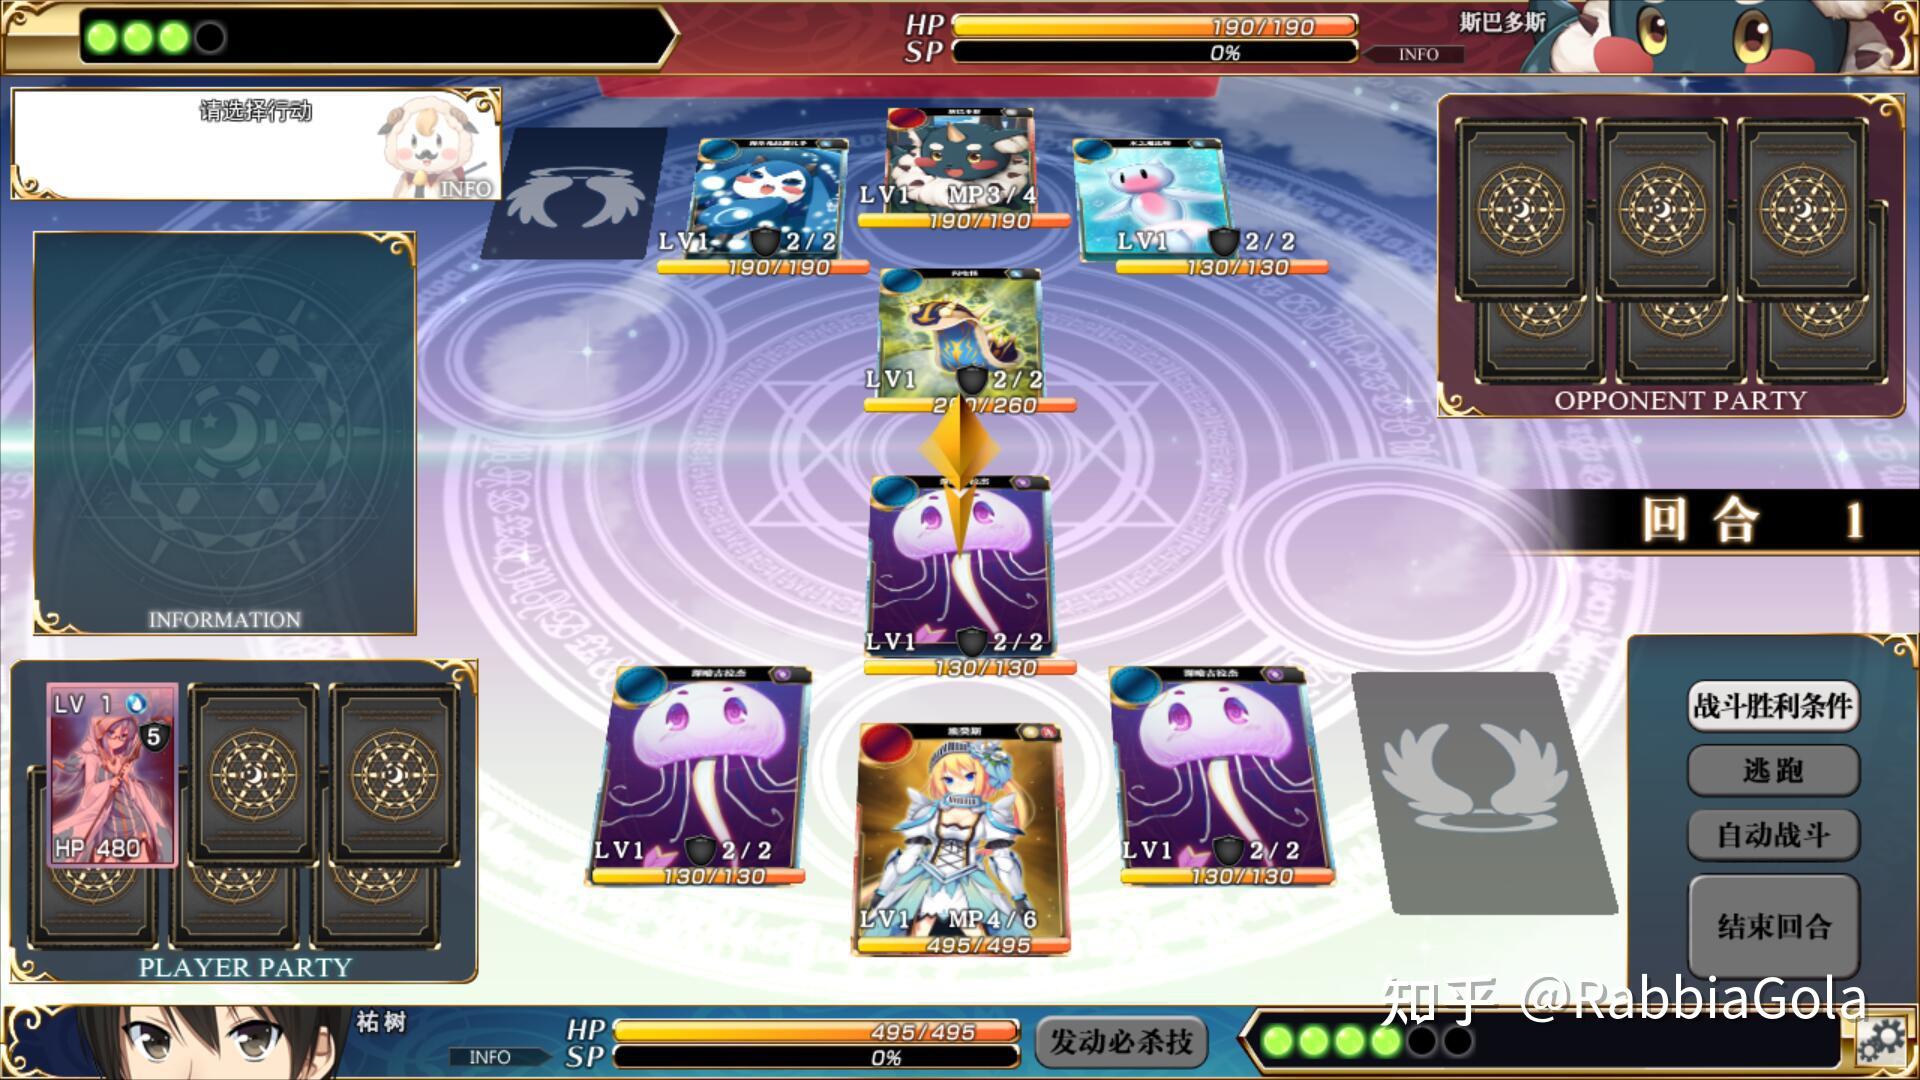 HP 190/190 斯巴多斯
SP 0% INFO
请选择行动
INFO
LV1 2/2
190/190
LV1 MP3/4
190/190
LV1 2/2
130/130
LV1 2/2
OPPONENT PARTY
回合 1
INFORMATION
LV1 2/2
130/130
LV 1
5
HP 480
PLAYER PARTY
LV1 2/2
130/130
埃癸斯
LV1 MP4/6
495/495
LV1 2/2
130/130
战斗胜利条件
逃跑
自动战斗
结束回合
知乎 @RabbiaGola
祐树
INFO
HP 495/495
SP 0%
发动必杀技